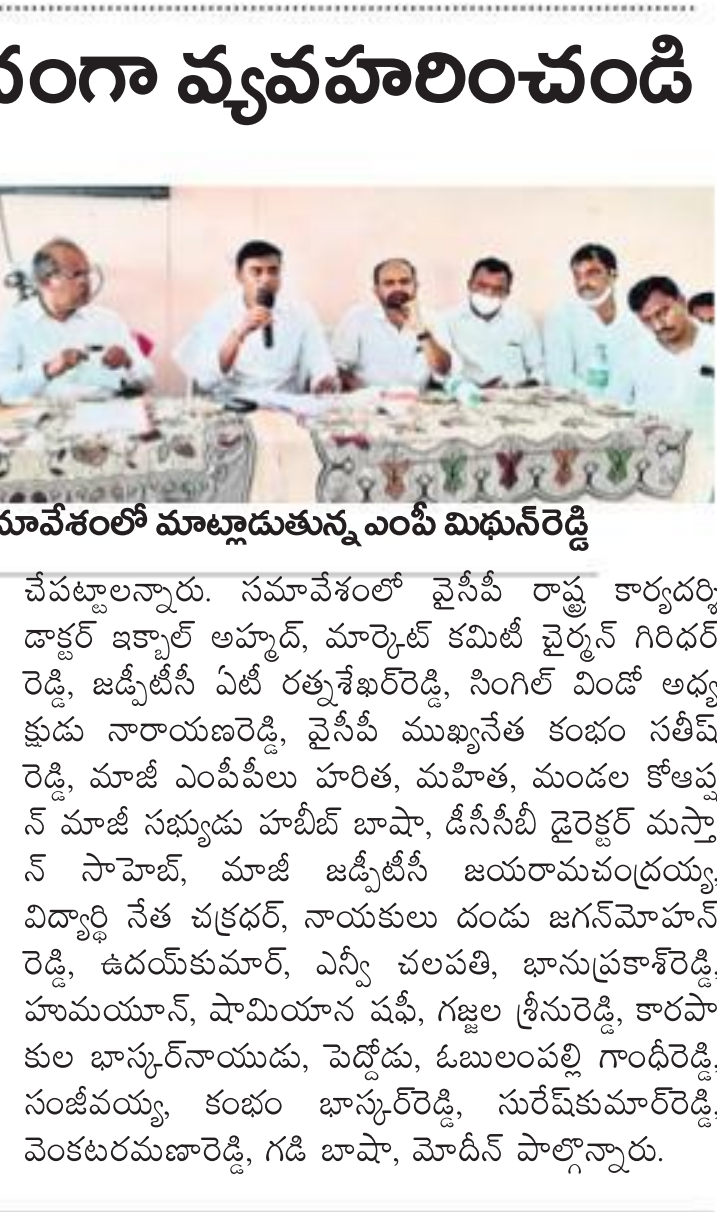 వ్యవహరించండి
సమావేశంలో మాట్లాడుతున్న ఎంపీ మిథున్‌రెడ్డి
చేపట్టాలన్నారు. సమావేశంలో వైసీపీ రాష్ట్ర కార్యదర్శి
డాక్టర్ ఇక్బాల్ అహ్మద్, మార్కెట్ కమిటీ చైర్మన్ గిరిధర్
రెడ్డి, జడ్పీటీసీ ఏటీ రత్నశేఖర్‌రెడ్డి, సింగిల్ విండో అధ్య
క్షుడు నారాయణరెడ్డి, వైసీపీ ముఖ్యనేత కంభం సతీష్
రెడ్డి, మాజీ ఎంపీపీలు హరిత, మహిత, మండల కోఆప్ష
న్ మాజీ సభ్యుడు హబీబ్ బాషా, డీసీసీబీ డైరెక్టర్ మస్తా
న్ సాహెబ్, మాజీ జడ్పీటీసీ జయరామచంద్రయ్య,
విద్యార్థి నేత చక్రధర్, నాయకులు దండు జగన్‌మోహన్
రెడ్డి, ఉదయ్‌కుమార్, ఎన్వీ చలపతి, భానుప్రకాశ్‌రెడ్డి,
హుమయూన్, షామియాన షఫీ, గజ్జల శ్రీనురెడ్డి, కారపా
కుల భాస్కర్‌నాయుడు, పెద్దోడు, ఓబులంపల్లి గాంధీరెడ్డి,
సంజీవయ్య, కంభం భాస్కర్‌రెడ్డి, సురేష్‌కుమార్‌రెడ్డి,
వెంకటరమణారెడ్డి, గడి బాషా, మోదీన్ పాల్గొన్నారు.